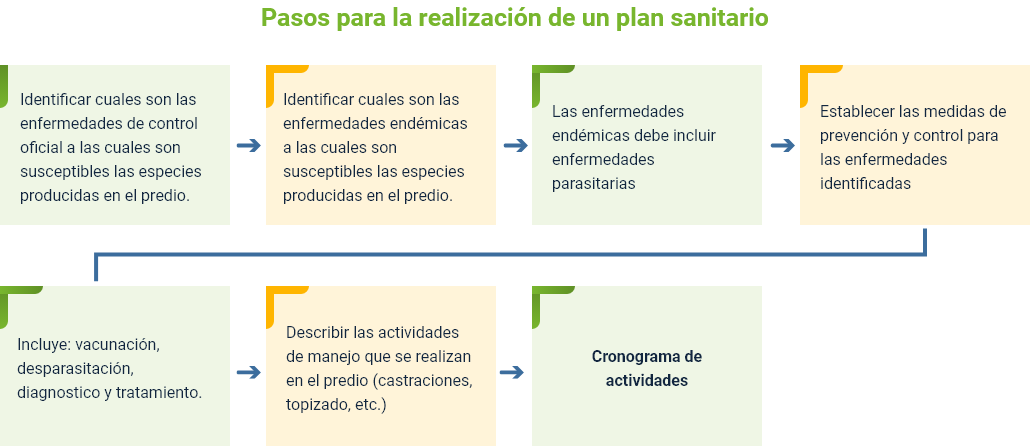 Pasos para la realización de un plan sanitario
Identificar cuales son las
enfermedades de control
oficial a las cuales son
susceptibles las especies
producidas en el predio.
Identificar cuales son las
enfermedades endémicas
a las cuales son
susceptibles las especies
producidas en el predio.
Las enfermedades
endémicas debe incluir
enfermedades
parasitarias
Establecer las medidas de
prevención y control para
las enfermedades
identificadas
Incluye: vacunación,
desparasitación,
diagnostico y tratamiento.
Describir las actividades
de manejo que se realizan
en el predio (castraciones,
topizado, etc.)
Cronograma de
actividades